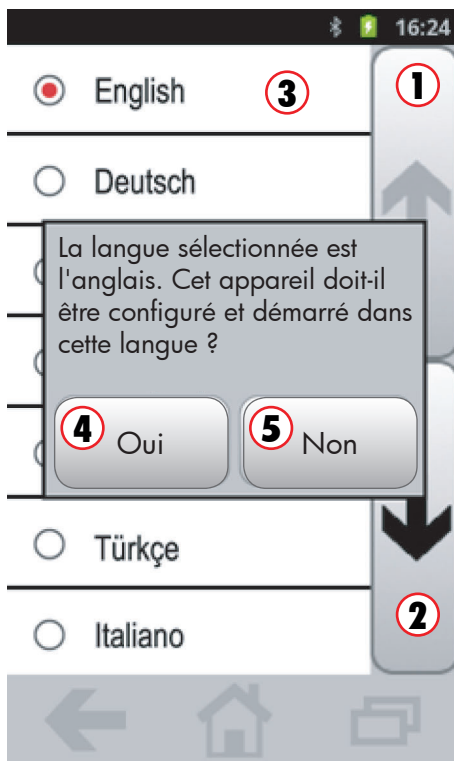 16:24
English
3
1
Deutsch
La langue sélectionnée est
l'anglais. Cet appareil doit-il
être configuré et démarré dans
cette langue ?
4
Oui
5
Non
Türkçe
2
Italiano